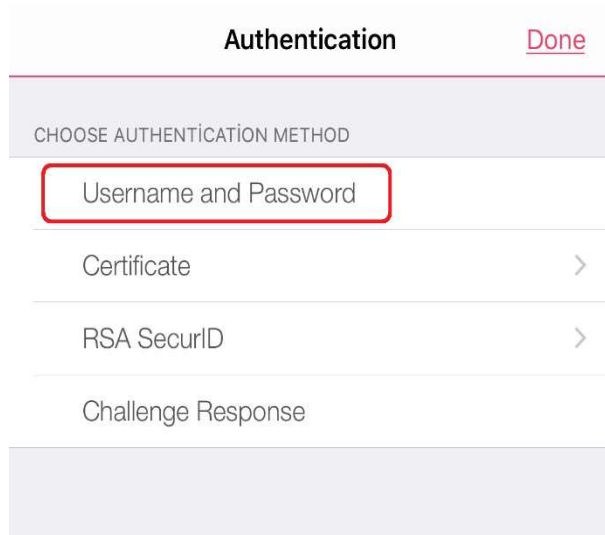 Authentication
Done
CHOOSE AUTHENTİCATİON METHOD
Username and Password
Certificate
RSA SecurID
Challenge Response